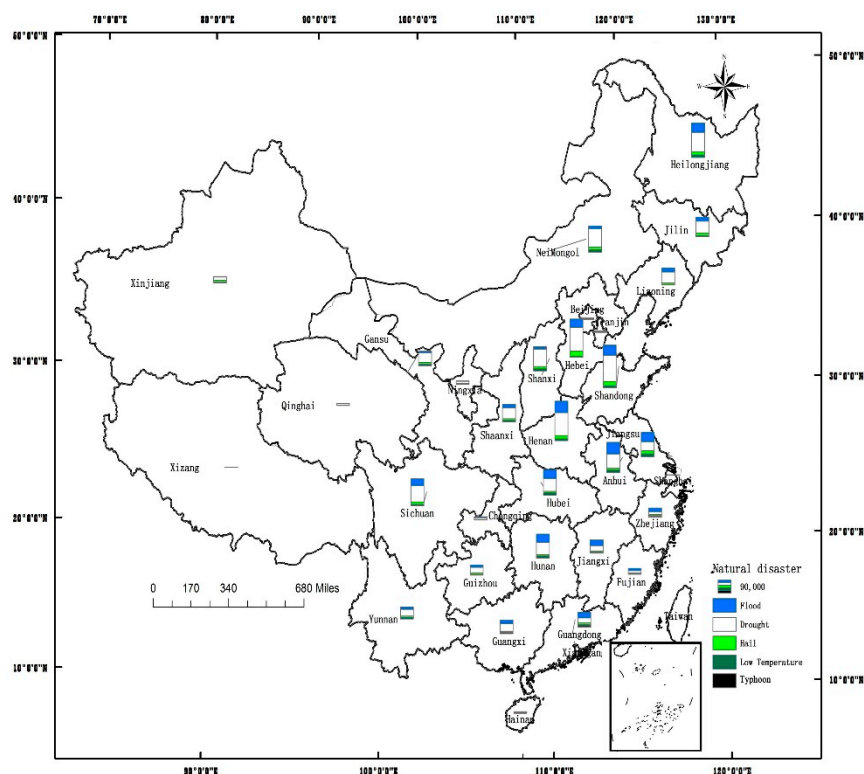 70°0'0"E 80°0'0"E 90°0'0"E 100°0'0"E 110°0'0"E 120°0'0"E 130°0'0"E
50°0'0"N
50°0'0"N
N
W E
S
Heilongjiang
40°0'0"N
40°0'0"N
Jilin
NeiMongol
Xinjiang
Beijing
Gansu
30°0'0"N
Hebei
30°0'0"N
Shanxi
Ningxia
Shandong
Qinghai
Shaanxi
Henan
Jiangsu
Xizang
Anhui
Shanghai
Hubei
Sichuan
Chongqing
20°0'0"N
Zhejiang
20°0'0"N
Hunan
Jiangxi
Natural disaster
Guizhou
Fujian
90,000
0 170 340 680 Miles
Flood
Yunnan
Taiwan
Drought
Guangdong
Guangxi
Hail
10°0'0"N
Low Temperature
10°0'0"N
Typhoon
Hainan
90°0'0"E 100°0'0"E 110°0'0"E 120°0'0"E